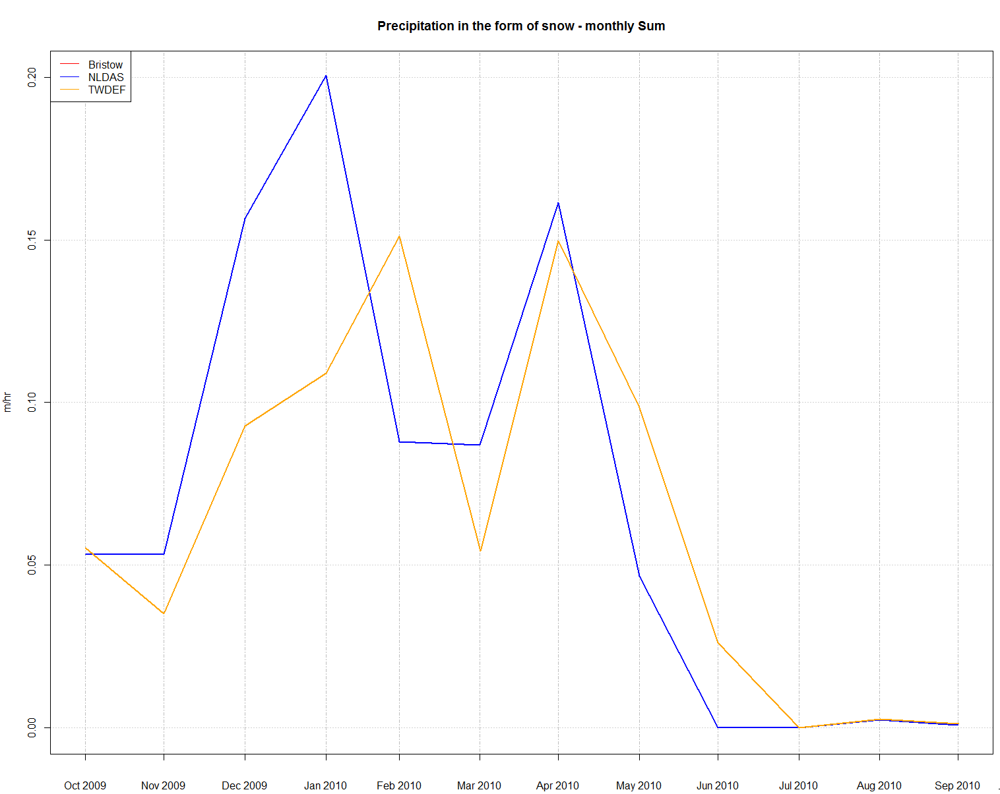 Precipitation in the form of snow - monthly Sum
Bristow
NLDAS
TWDEF
0.20
0.15
0.10
0.05
0.00
m/hr
Oct 2009 Nov 2009 Dec 2009 Jan 2010 Feb 2010 Mar 2010 Apr 2010 May 2010 Jun 2010 Jul 2010 Aug 2010 Sep 2010 .